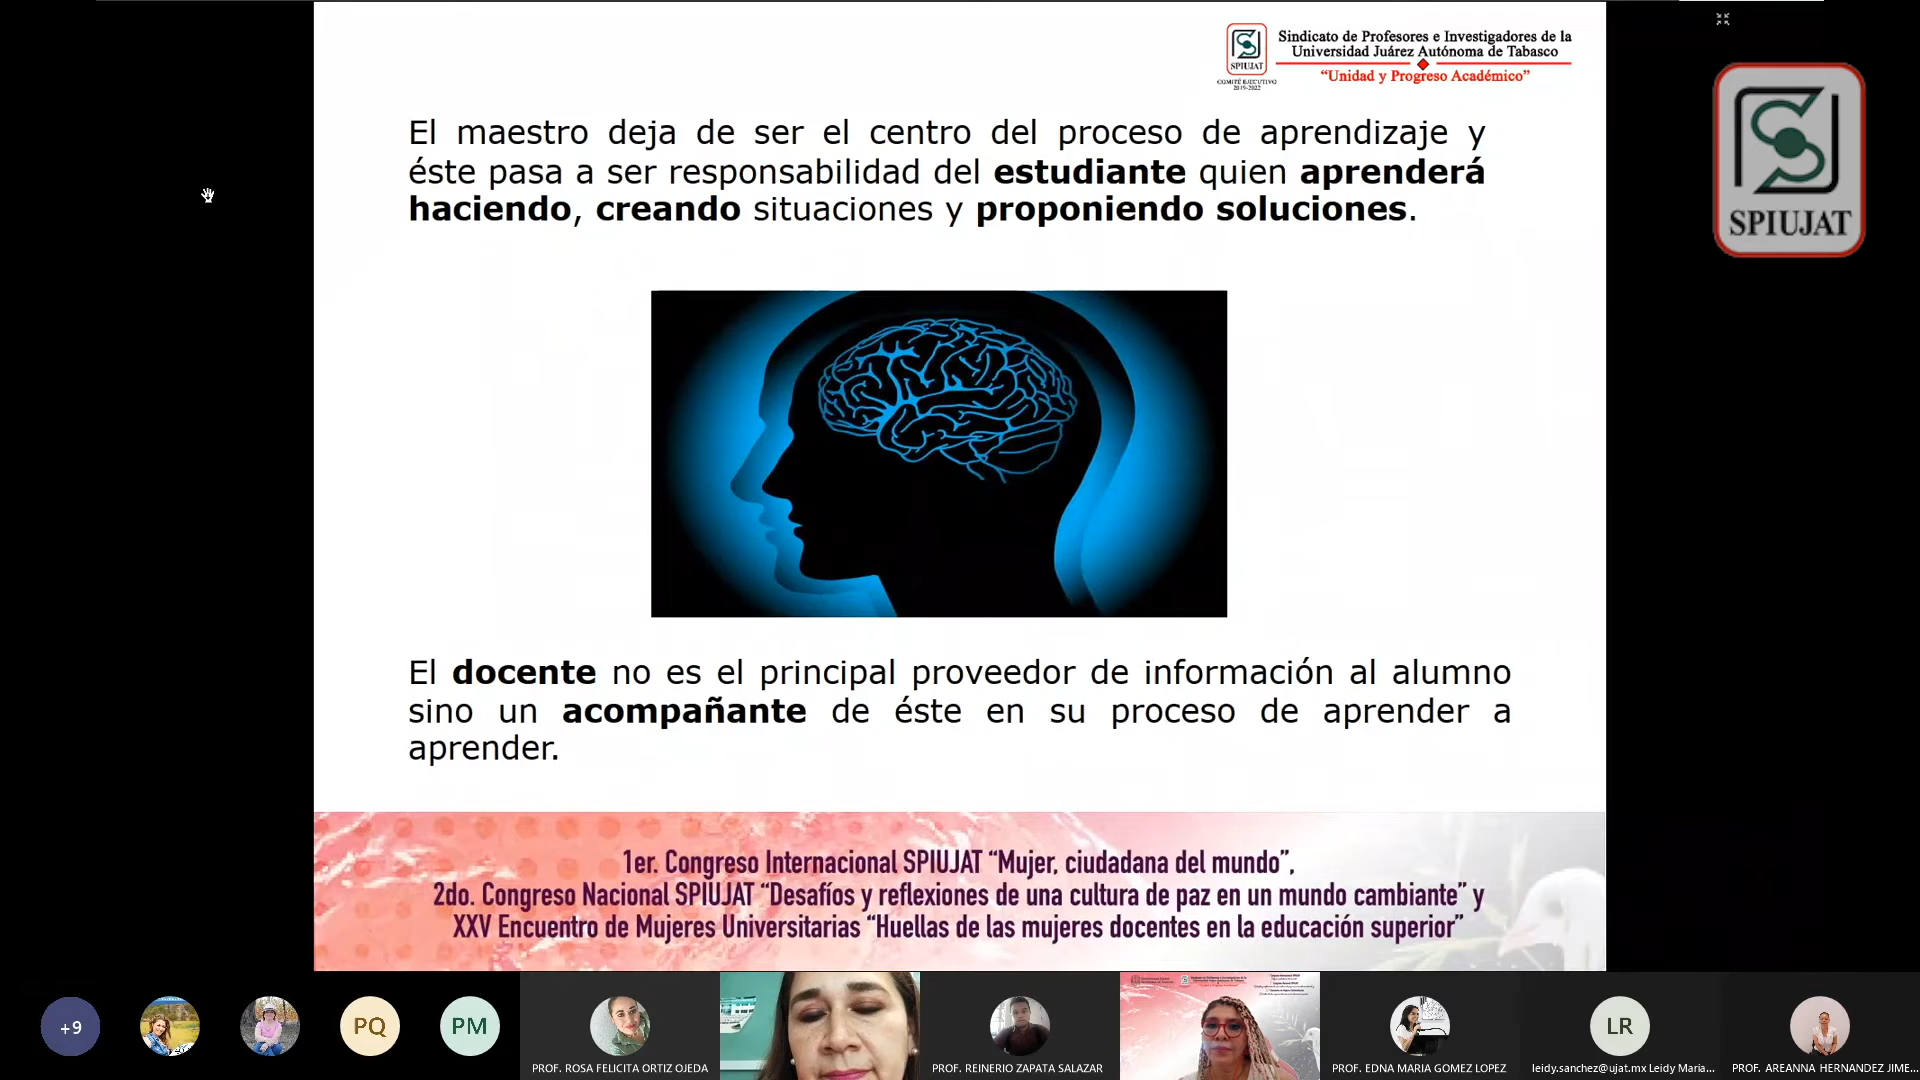 SPIUJAT
COMITÉ EJECUTIVO
2019-2022
Sindicato de Profesores e Investigadores de la
Universidad Juárez Autónoma de Tabasco
“Unidad y Progreso Académico”
SPIUJAT
El maestro deja de ser el centro del proceso de aprendizaje y
éste pasa a ser responsabilidad del estudiante quien aprenderá
haciendo, creando situaciones y proponiendo soluciones.
El docente no es el principal proveedor de información al alumno
sino un acompañante de éste en su proceso de aprender a
aprender.
1er. Congreso Internacional SPIUJAT “Mujer, ciudadana del mundo”,
2do. Congreso Nacional SPIUJAT “Desafíos y reflexiones de una cultura de paz en un mundo cambiante” y
XXV Encuentro de Mujeres Universitarias “Huellas de las mujeres docentes en la educación superior”
+9
PQ
PM
PROF. ROSA FELICITA ORTIZ OJEDA
PROF. REINERIO ZAPATA SALAZAR
PROF. EDNA MARIA GOMEZ LOPEZ
LR
leidy.sanchez@ujat.mx Leidy Maria...
PROF. AREANNA HERNANDEZ JIME...